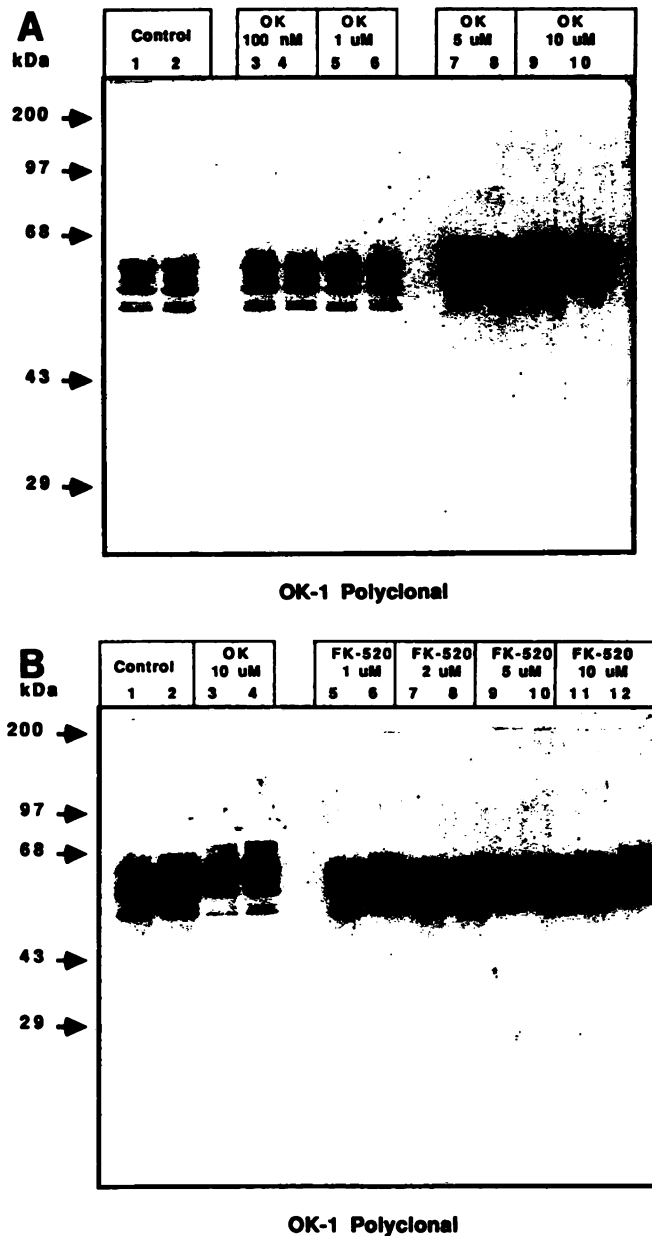 A
kDa
Control
1 2
OK
100 nM
3 4
OK
1 uM
5 6
OK
5 uM
7 8
OK
10 uM
9 10
200
97
68
43
29
OK-1 Polyclonal
B
kDa
Control
1 2
OK
10 uM
3 4
FK-520
1 uM
5 6
FK-520
2 uM
7 8
FK-520
5 uM
9 10
FK-520
10 uM
11 12
200
97
68
43
29
OK-1 Polyclonal